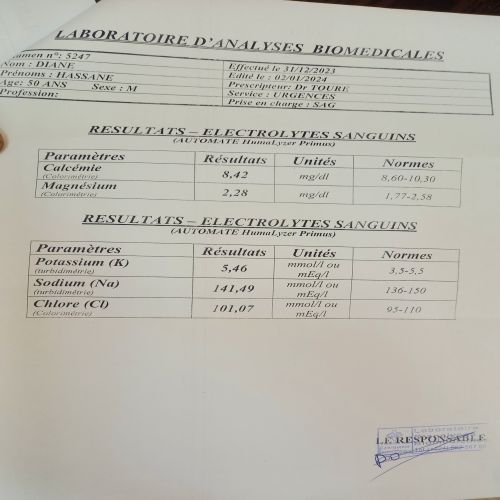 LABORATOIRE D'ANALYSES BIOMEDICALES
amen n°: 5247
Nom : DIANE
Prénoms : HASSANE
Age: 50 ANS Sexe : M
Profession:
Effectué le 31/12/2023
Edité le : 02/01/2024
Prescripteur: Dr TOURE
Service : URGENCES
Prise en charge : SAG
RESULTATS – ELECTROLYTES SANGUINS
(AUTOMATE HumaLyzer Primus)
Paramètres Résultats Unités Normes
Calcémie 8,42 mg/dl 8,60-10,30
(Colorimétrie)
Magnésium 2,28 mg/dl 1,77-2,58
(Colorimétrie)
RESULTATS – ELECTROLYTES SANGUINS
(AUTOMATE HumaLyzer Primus)
Paramètres Résultats Unités Normes
Potassium (K) 5,46 mmol/l ou mEq/l 3,5-5,5
(turbidimétrie)
Sodium (Na) 141,49 mmol/l ou mEq/l 136-150
(turbidimétrie)
Chlore (Cl) 101,07 mmol/l ou mEq/l 95-110
(Colorimétrie)
Laboratoire
LE RESPONSABLE